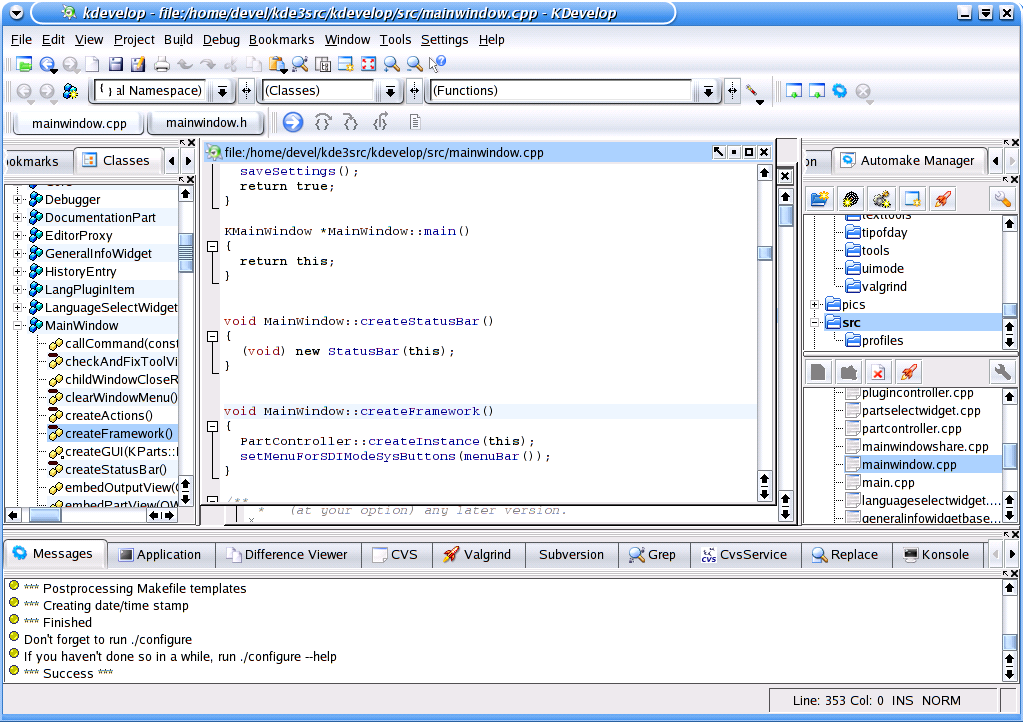 kdevelop - file:/home/devel/kde3src/kdevelop/src/mainwindow.cpp - KDevelop
File Edit View Project Build Debug Bookmarks Window Tools Settings Help
al Namespace) (Classes) (Functions)
mainwindow.cpp mainwindow.h
okmarks Classes
Debugger
DocumentationPart
EditorProxy
GeneralInfoWidget
HistoryEntry
LangPluginItem
LanguageSelectWidget
MainWindow
callCommand(const
checkAndFixToolVi
childWindowCloseR
clearWindowMenu()
createActions()
createFramework()
createGUI(KParts::
createStatusBar()
embedOutputView(
embedPartView(QW
file:/home/devel/kde3src/kdevelop/src/mainwindow.cpp
saveSettings();
return true;
}
KMainWindow *MainWindow::main()
{
return this;
}
void MainWindow::createStatusBar()
{
(void) new StatusBar(this);
}
void MainWindow::createFramework()
{
PartController::createInstance(this);
setMenuForSDIModeSysButtons(menuBar());
}
/**
* (at your option) any later version.
on Automake Manager
texttools
tipofday
tools
uimode
valgrind
pics
src
profiles
plugincontroller.cpp
partselectwidget.cpp
partcontroller.cpp
mainwindowshare.cpp
mainwindow.cpp
main.cpp
languageselectwidget....
generalinfowidgetbase...
Messages Application Difference Viewer CVS Valgrind Subversion Grep CvsService Replace Konsole
*** Postprocessing Makefile templates
*** Creating date/time stamp
*** Finished
Don't forget to run ./configure
If you haven't done so in a while, run ./configure --help
*** Success ***
Line: 353 Col: 0 INS NORM